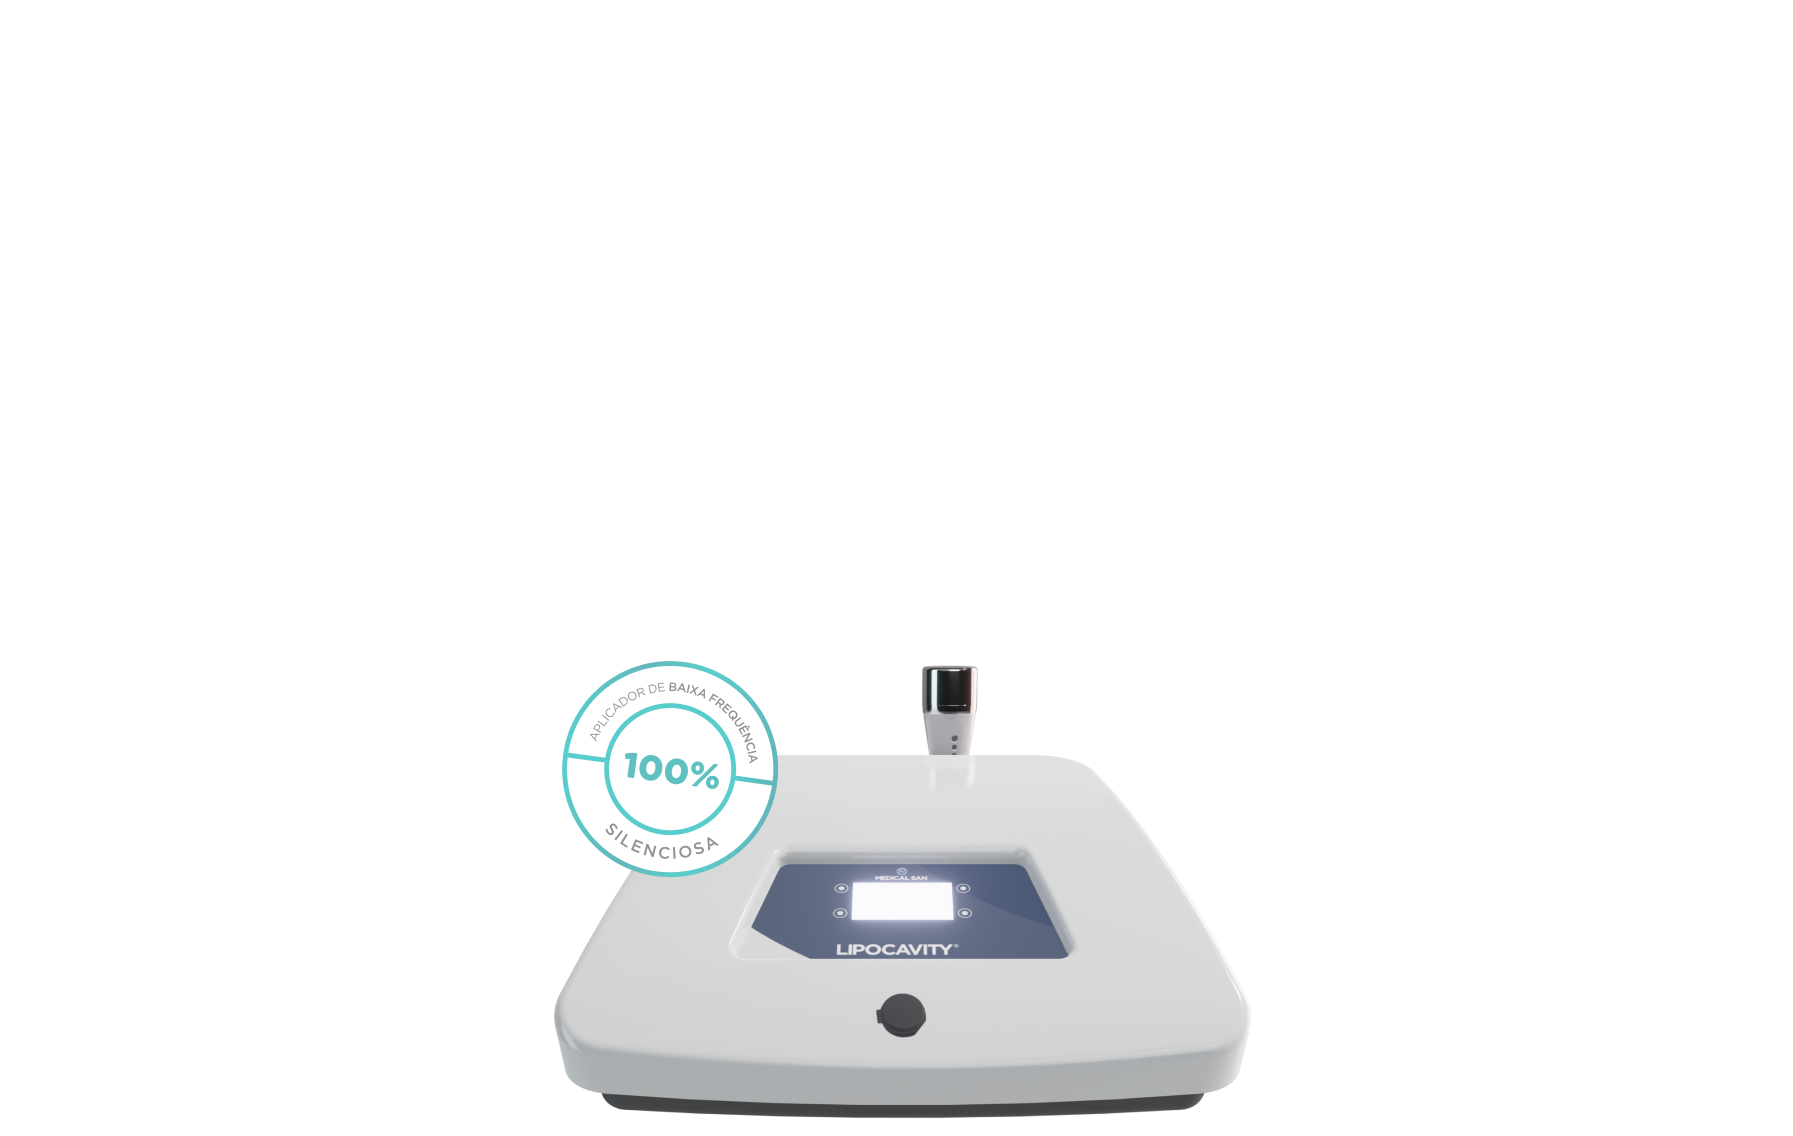 APLICADOR DE BAIXA FREQUÊNCIA
100%
SILENCIOSA
MEDICAL SAN
LIPOCAVITY®